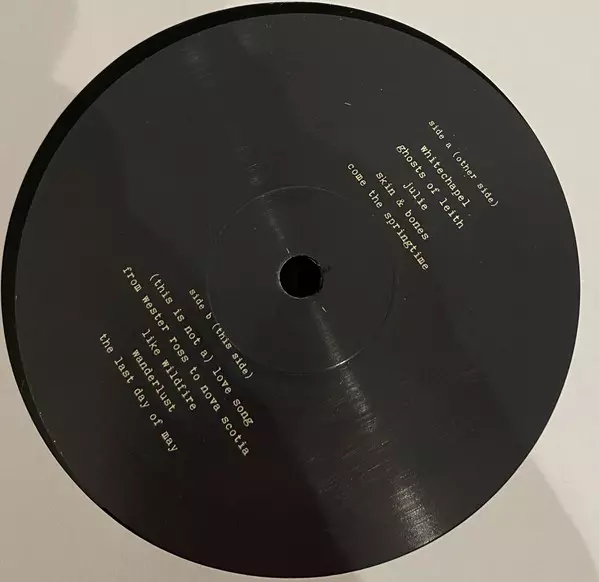 side a (other side)
whitechapel
ghosts of leith
julie
skin & bones
come the springtime
side b (this side)
(this is not a) love song
from wester ross to nova scotia
like wildfire
wanderlust
the last day of may